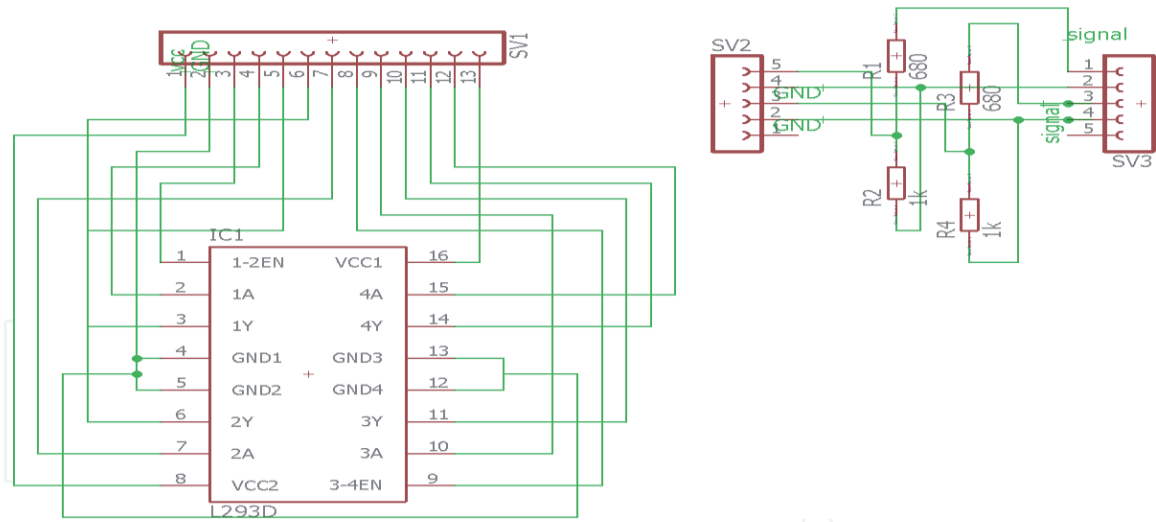 SV1
VCC
GND
1 2 3 4 5 6 7 8 9 10 11 12 13
IC1
1 1-2EN VCC1 16
2 1A 4A 15
3 1Y 4Y 14
4 GND1 GND3 13
5 GND2 GND4 12
6 2Y 3Y 11
7 2A 3A 10
8 VCC2 3-4EN 9
L293D
SV2
5
4
GND
3
2
GND
1
R1
680
R3
680
R2
1k
R4
1k
signal
1
2
3
4
5
signal
SV3